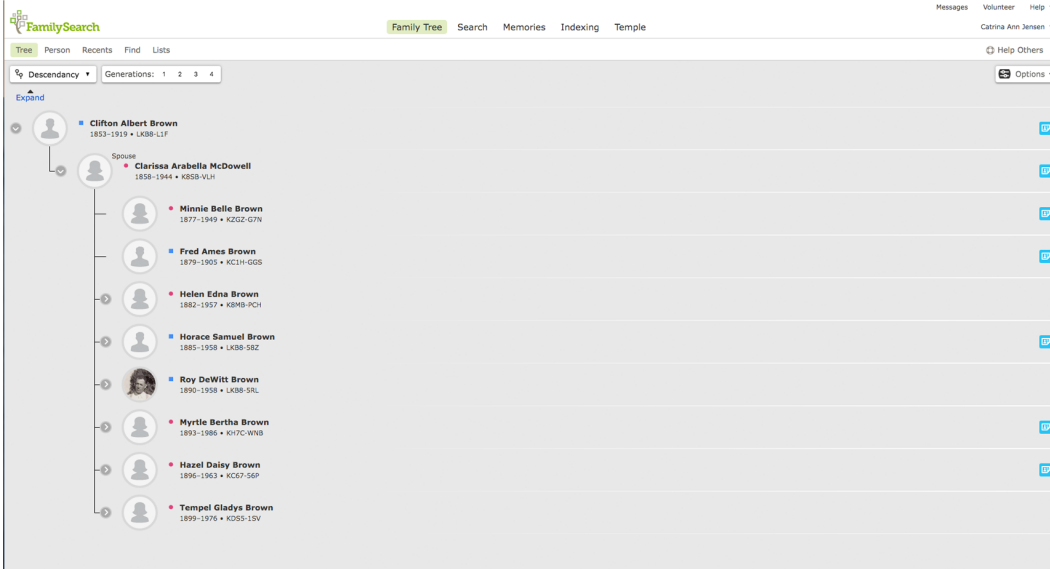 Messages Volunteer Help
FamilySearch
Family Tree Search Memories Indexing Temple
Catrina Ann Jensen
Tree Person Recents Find Lists
Help Others
Descendancy Generations: 1 2 3 4
Options
Expand
Clifton Albert Brown
1853-1919 • LKB8-L1F
Spouse
Clarissa Arabella McDowell
1858-1944 • K8SB-VLH
Minnie Belle Brown
1877-1949 • KZGZ-G7N
Fred Ames Brown
1879-1905 • KC1H-GGS
Helen Edna Brown
1882-1957 • K8MB-PCH
Horace Samuel Brown
1885-1958 • LKB8-58Z
Roy DeWitt Brown
1890-1958 • LKB8-5RL
Myrtle Bertha Brown
1893-1986 • KH7C-WNB
Hazel Daisy Brown
1896-1963 • KC67-56P
Tempel Gladys Brown
1899-1976 • KDS5-1SV